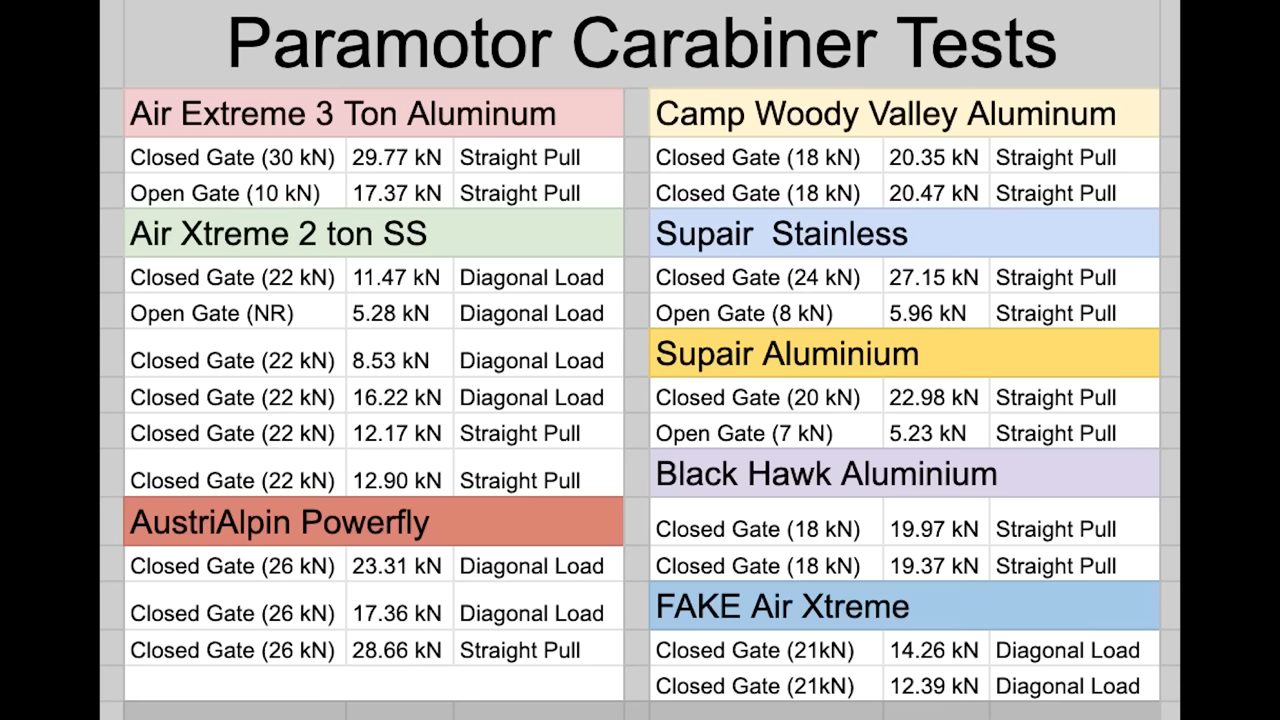 Paramotor Carabiner Tests
Air Extreme 3 Ton Aluminum
Closed Gate (30 kN) 29.77 kN Straight Pull
Open Gate (10 kN) 17.37 kN Straight Pull
Air Xtreme 2 ton SS
Closed Gate (22 kN) 11.47 kN Diagonal Load
Open Gate (NR) 5.28 kN Diagonal Load
Closed Gate (22 kN) 8.53 kN Diagonal Load
Closed Gate (22 kN) 16.22 kN Diagonal Load
Closed Gate (22 kN) 12.17 kN Straight Pull
Closed Gate (22 kN) 12.90 kN Straight Pull
AustriAlpin Powerfly
Closed Gate (26 kN) 23.31 kN Diagonal Load
Closed Gate (26 kN) 17.36 kN Diagonal Load
Closed Gate (26 kN) 28.66 kN Straight Pull
Camp Woody Valley Aluminum
Closed Gate (18 kN) 20.35 kN Straight Pull
Closed Gate (18 kN) 20.47 kN Straight Pull
Supair  Stainless
Closed Gate (24 kN) 27.15 kN Straight Pull
Open Gate (8 kN) 5.96 kN Straight Pull
Supair Aluminium
Closed Gate (20 kN) 22.98 kN Straight Pull
Open Gate (7 kN) 5.23 kN Straight Pull
Black Hawk Aluminium
Closed Gate (18 kN) 19.97 kN Straight Pull
Closed Gate (18 kN) 19.37 kN Straight Pull
FAKE Air Xtreme
Closed Gate (21kN) 14.26 kN Diagonal Load
Closed Gate (21kN) 12.39 kN Diagonal Load